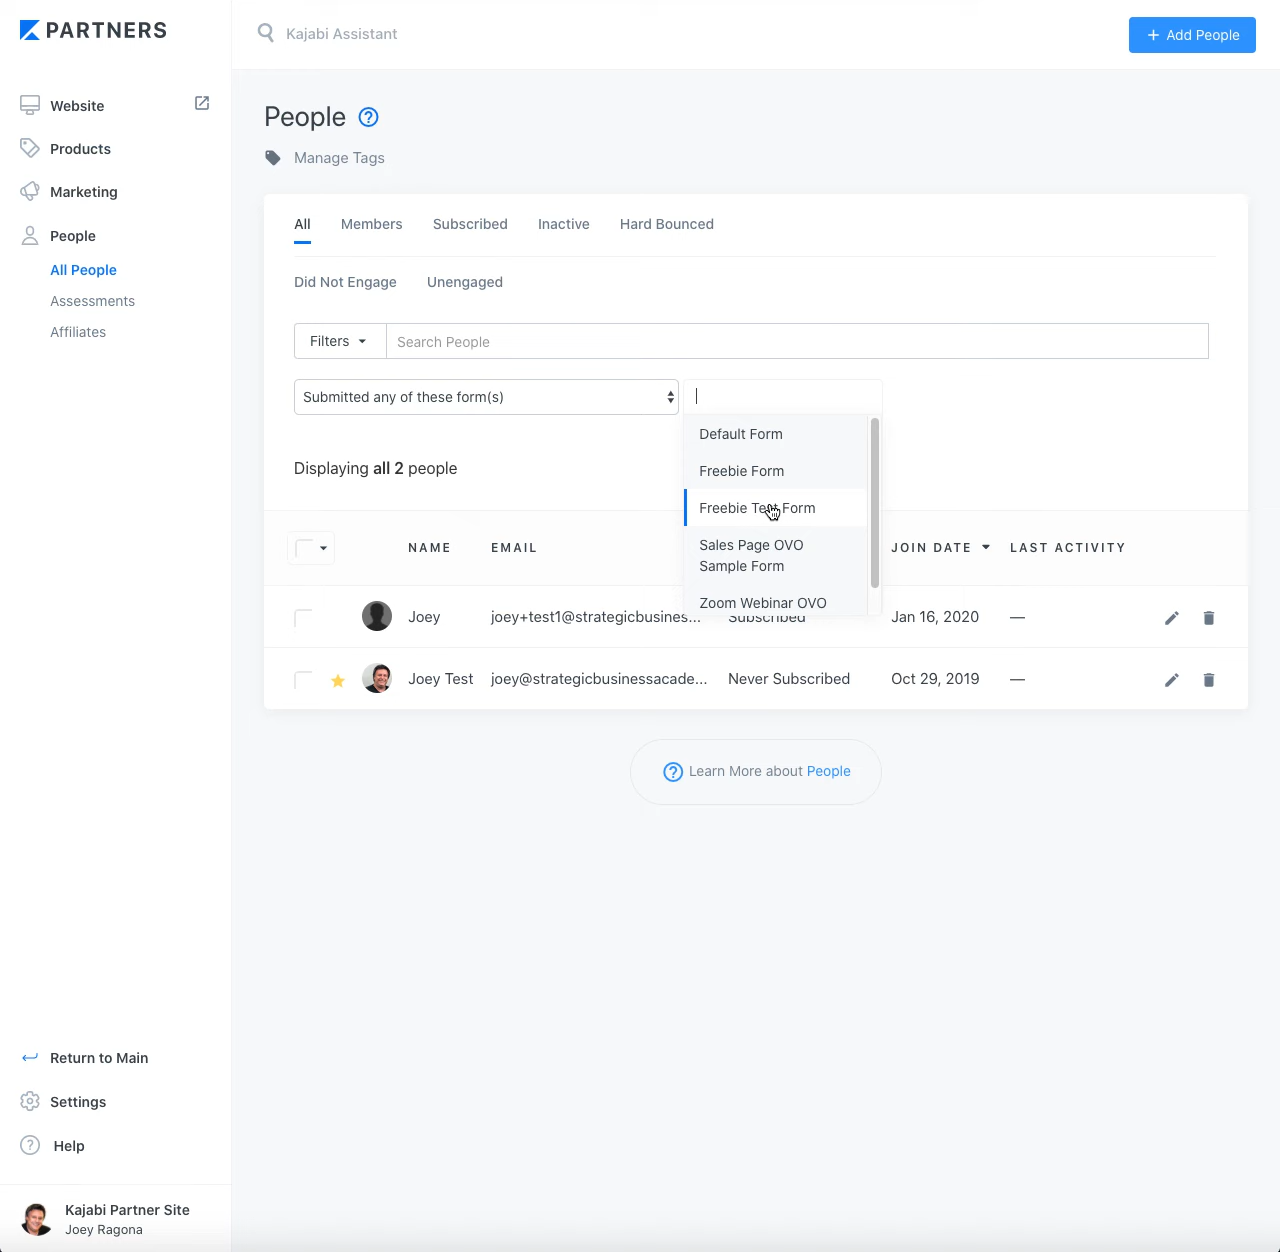 PARTNERS
Kajabi Assistant
+ Add People
Website
Products
Marketing
People
All People
Assessments
Affiliates
People ?
Manage Tags
All Members Subscribed Inactive Hard Bounced
Did Not Engage Unengaged
Filters Search People
Submitted any of these form(s)
Default Form
Freebie Form
Freebie Test Form
Sales Page OVO
Sample Form
Zoom Webinar OVO
Displaying all 2 people
NAME EMAIL JOIN DATE LAST ACTIVITY
Joey joey+test1@strategicbusines... Subscribed Jan 16, 2020 —
Joey Test joey@strategicbusinessacade... Never Subscribed Oct 29, 2019 —
? Learn More about People
Return to Main
Settings
? Help
Kajabi Partner Site
Joey Ragona